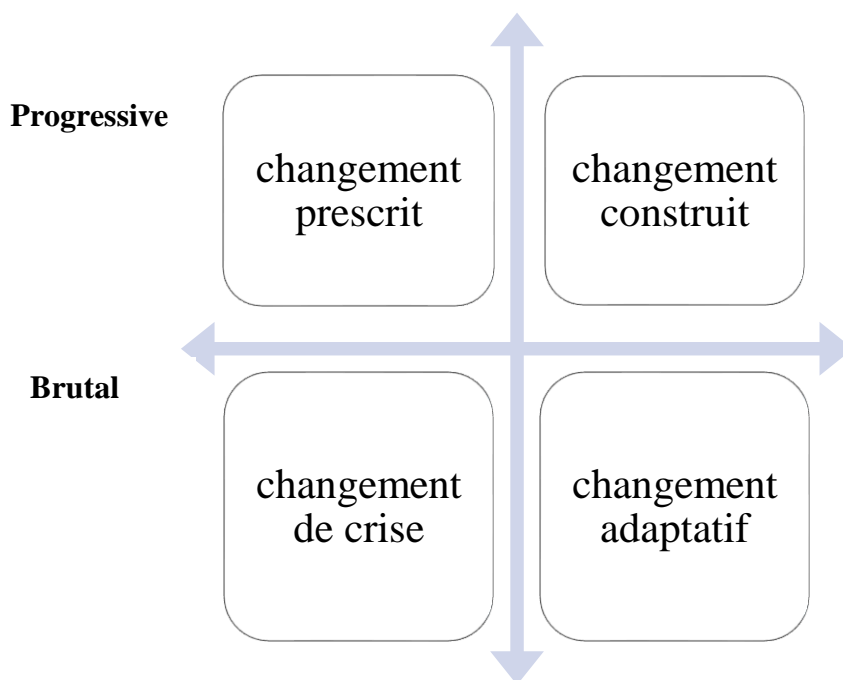 Progressive
changement
prescrit
changement
construit
Brutal
changement
de crise
changement
adaptatif